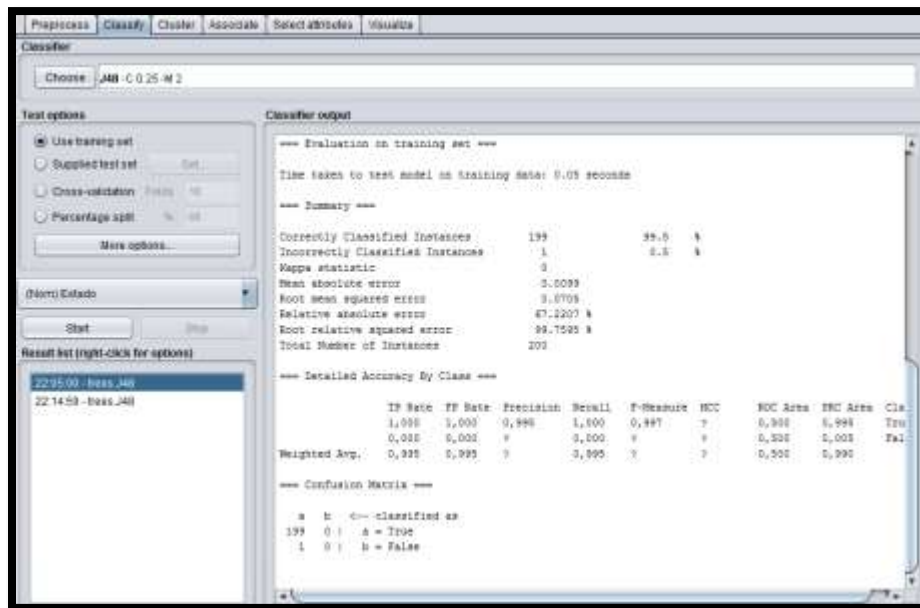 Preprocess Classify Cluster Associate Select attributes Visualize
Classifier
Choose J48 -C 0.25 -M 2
Test options
Use training set
Supplied test set Set...
Cross-validation Folds 10
Percentage split %
More options...
(Nom) Estado
Start Stop
Result list (right-click for options)
22:05:00 - trees.J48
22:14:59 - trees.J48
Classifier output
=== Evaluation on training set ===
Time taken to test model on training data: 0.05 seconds
=== Summary ===
Correctly Classified Instances 199 99.5 %
Incorrectly Classified Instances 1 0.5 %
Kappa statistic 0
Mean absolute error 0.0099
Root mean squared error 0.0705
Relative absolute error 67.2207 %
Root relative squared error 99.7595 %
Total Number of Instances 200
=== Detailed Accuracy By Class ===
TP Rate FP Rate Precision Recall F-Measure MCC ROC Area PRC Area Cla
1,000 1,000 0,995 1,000 0,997 ? 0,500 0,995 Tru
0,000 0,000 ? 0,000 ? ? 0,500 0,005 Fal
Weighted Avg. 0,995 0,995 ? 0,995 ? ? 0,500 0,990
=== Confusion Matrix ===
a b <-- classified as
199 0 | a = True
1 0 | b = False